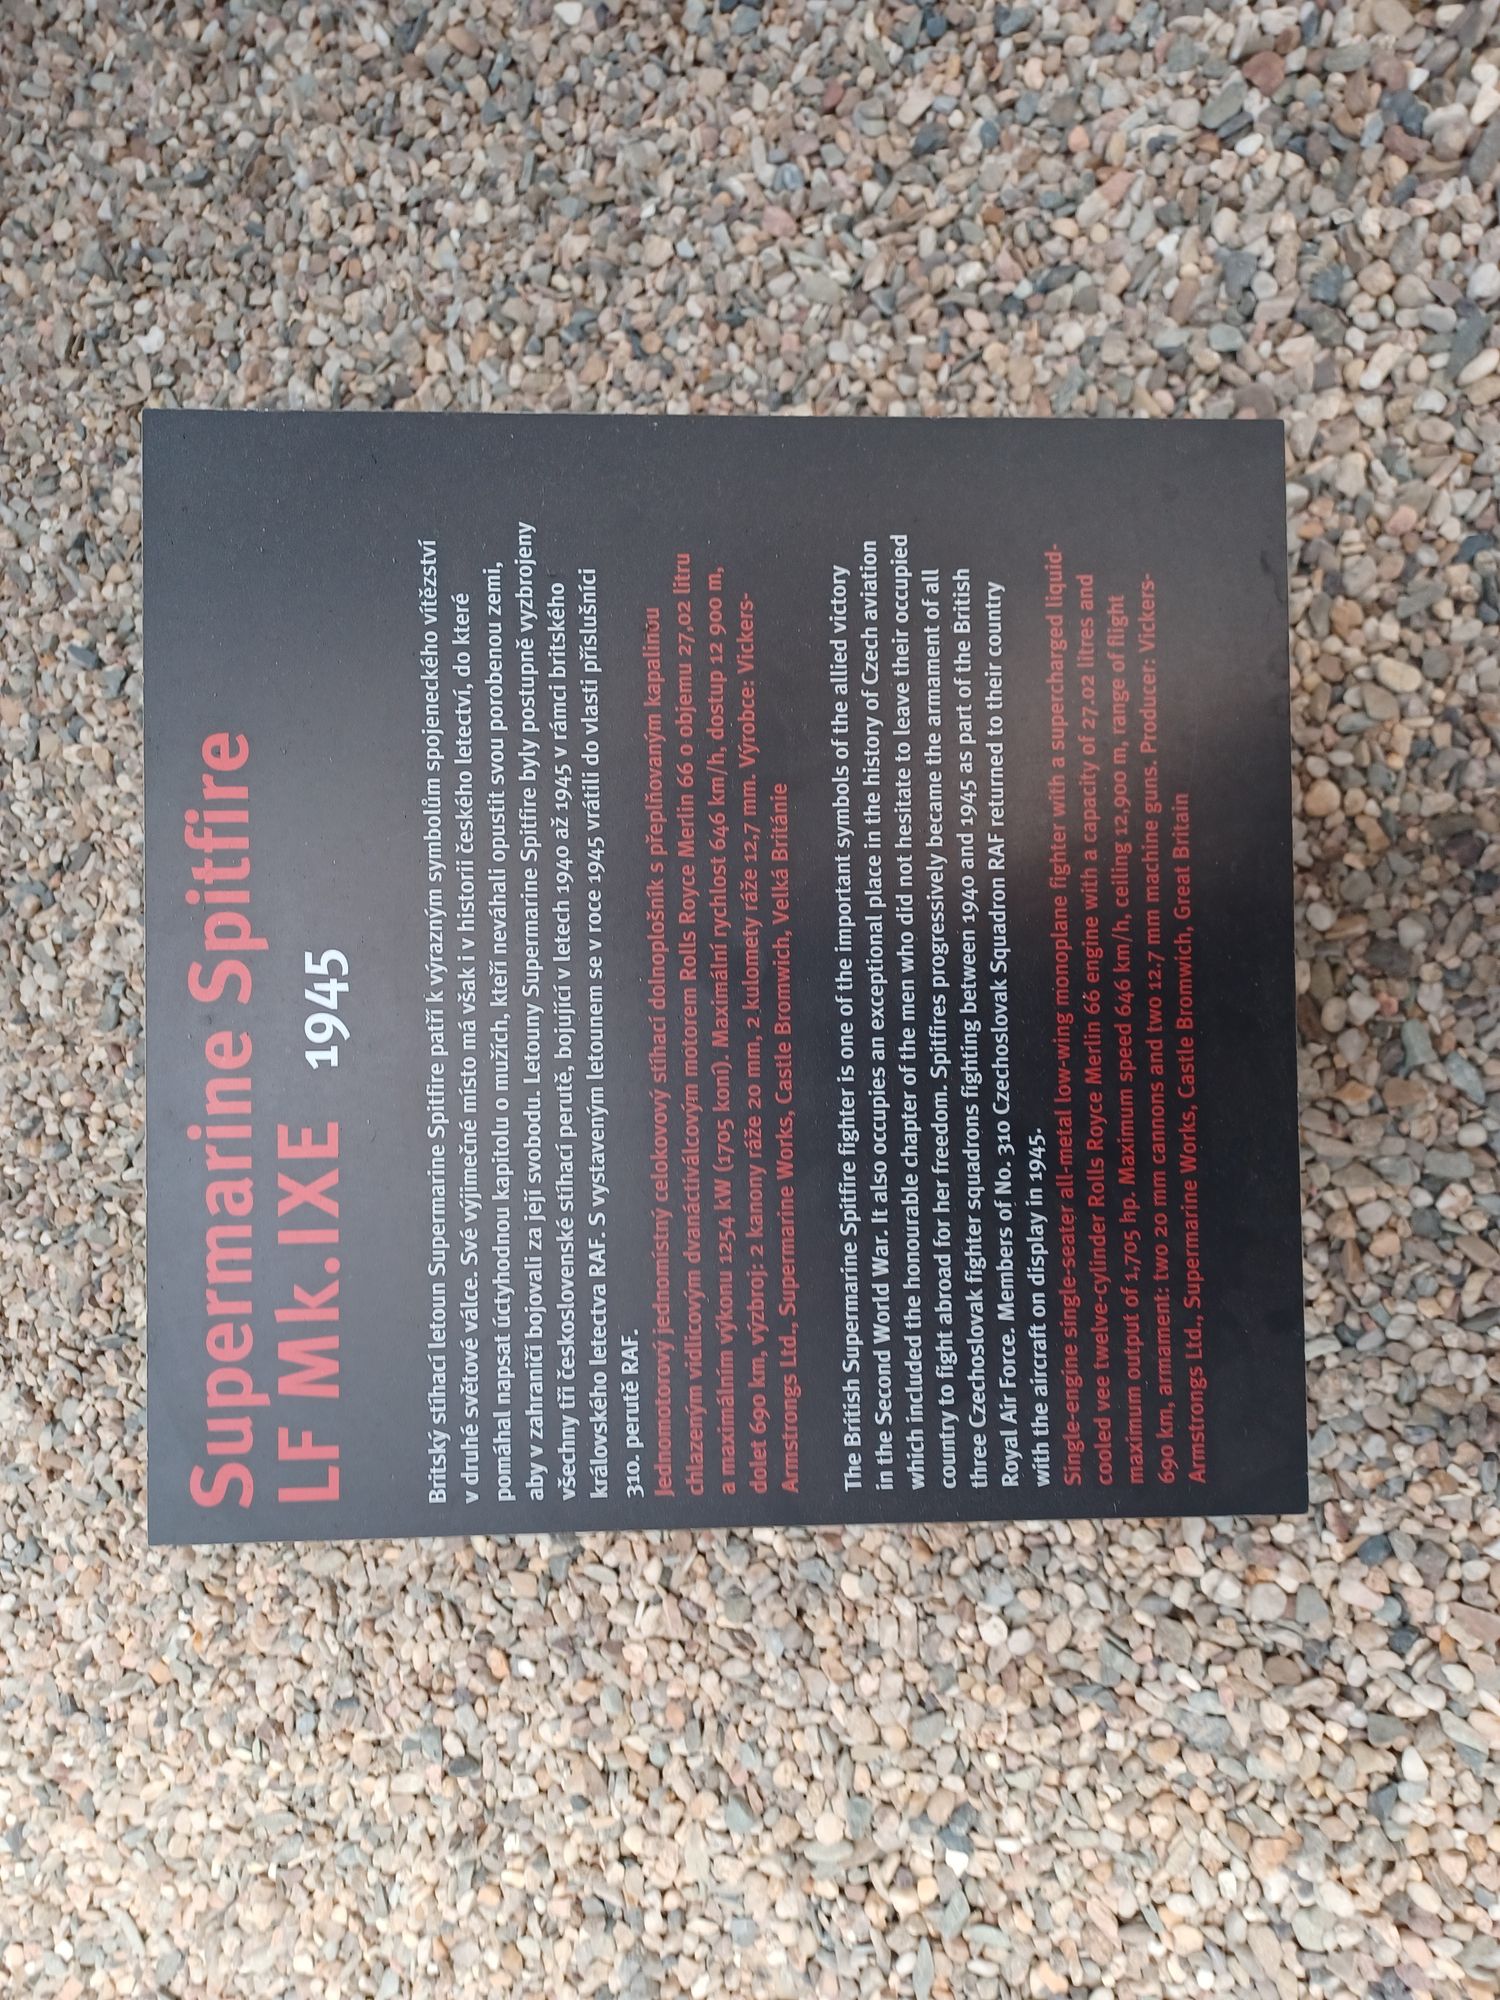 Supermarine Spitfire
LF Mk.IXE 1945
Britský stíhací letoun Supermarine Spitfire patří k výrazným symbolům spojeneckého vítězství
v druhé světové válce. Své výjimečné místo má však i v historii českého letectví, do které
pomáhal napsat úctyhodnou kapitolu o mužích, kteří neváhali opustit svou porobenou zemi,
aby v zahraničí bojovali za její svobodu. Letouny Supermarine Spitfire byly postupně vyzbrojeny
všechny tři československé stíhací perutě, bojující v letech 1940 až 1945 v rámci britského
královského letectva RAF. S vystaveným letounem se v roce 1945 vrátili do vlasti příslušníci
310. perutě RAF.
Jednomotorový jednomístný celokovový stíhací dolnoplošník s přeplňovaným kapalinou
chlazeným vidlicovým dvanáctiválcovým motorem Rolls Royce Merlin 66 o objemu 27,02 litru
a maximálním výkonu 1254 kW (1705 koní). Maximální rychlost 646 km/h, dostup 12 900 m,
dolet 690 km, výzbroj: 2 kanony ráže 20 mm, 2 kulomety ráže 12,7 mm. Výrobce: Vickers-
Armstrongs Ltd., Supermarine Works, Castle Bromwich, Velká Británie
The British Supermarine Spitfire fighter is one of the important symbols of the allied victory
in the Second World War. It also occupies an exceptional place in the history of Czech aviation
which included the honourable chapter of the men who did not hesitate to leave their occupied
country to fight abroad for her freedom. Spitfires progressively became the armament of all
three Czechoslovak fighter squadrons fighting between 1940 and 1945 as part of the British
Royal Air Force. Members of No. 310 Czechoslovak Squadron RAF returned to their country
with the aircraft on display in 1945.
Single-engine single-seater all-metal low-wing monoplane fighter with a supercharged liquid-
cooled vee twelve-cylinder Rolls Royce Merlin 66 engine with a capacity of 27.02 litres and
maximum output of 1,705 hp. Maximum speed 646 km/h, ceiling 12,900 m, range of flight
690 km, armament: two 20 mm cannons and two 12.7 mm machine guns. Producer: Vickers-
Armstrongs Ltd., Supermarine Works, Castle Bromwich, Great Britain